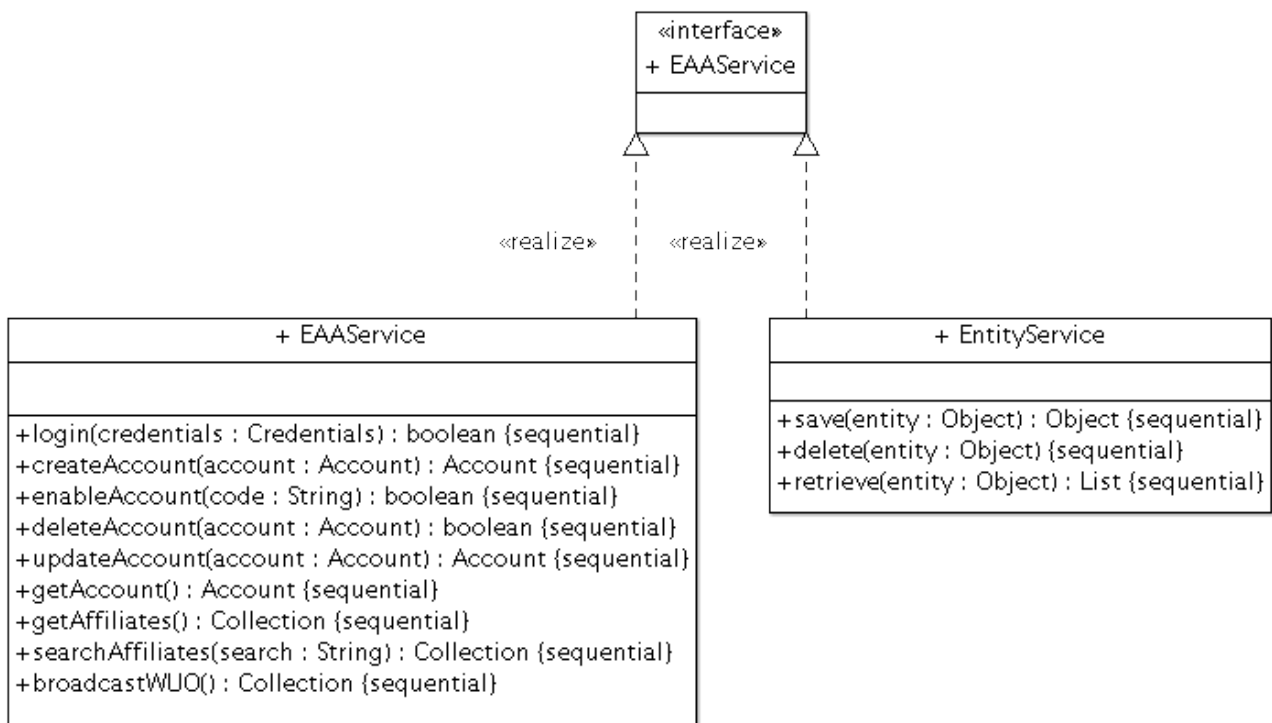 «interface»
+ EAAService
«realize» «realize»
+ EAAService
+login(credentials : Credentials) : boolean {sequential}
+createAccount(account : Account) : Account {sequential}
+enableAccount(code : String) : boolean {sequential}
+deleteAccount(account : Account) : boolean {sequential}
+updateAccount(account : Account) : Account {sequential}
+getAccount() : Account {sequential}
+getAffiliates() : Collection {sequential}
+searchAffiliates(search : String) : Collection {sequential}
+broadcastWUO() : Collection {sequential}
+ EntityService
+save(entity : Object) : Object {sequential}
+delete(entity : Object) {sequential}
+retrieve(entity : Object) : List {sequential}